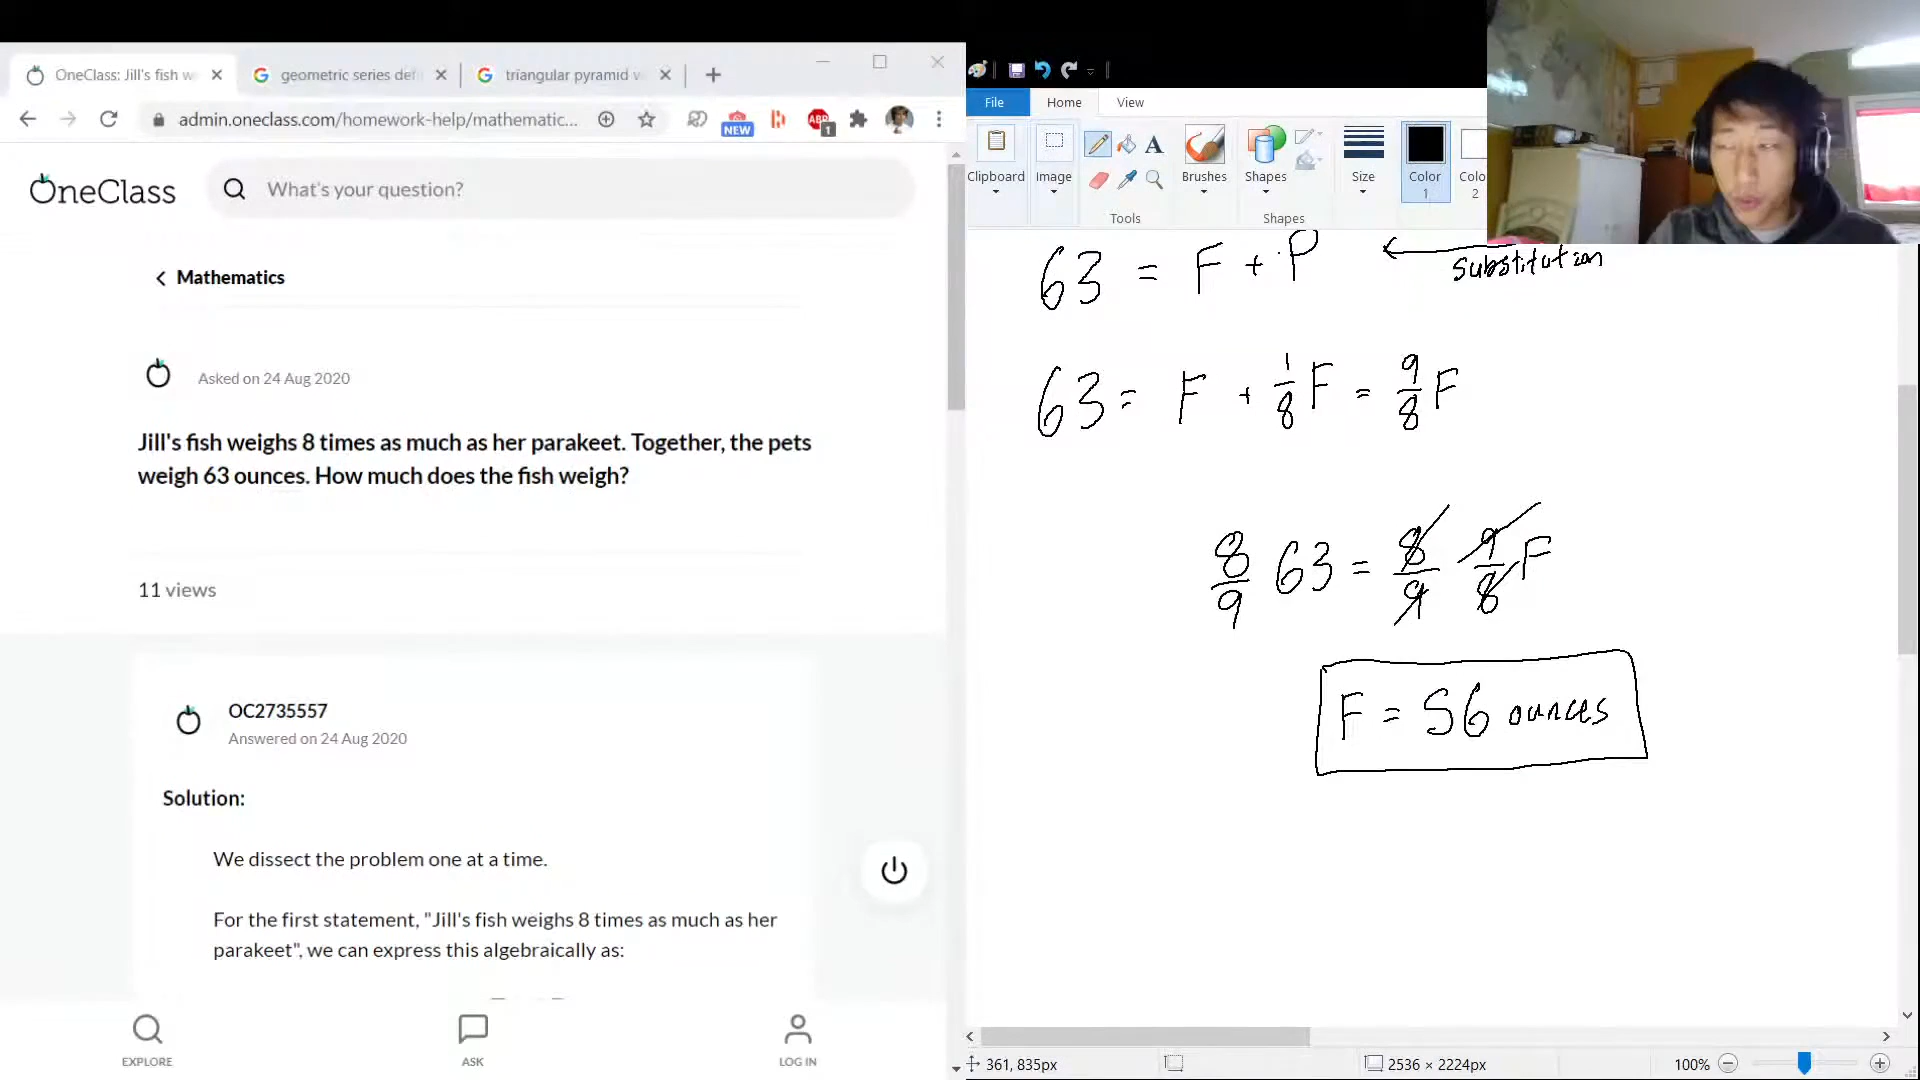 OneClass: Jill's fish w
geometric series def
triangular pyramid v
admin.oneclass.com/homework-help/mathematic...
NEW
ABP
1
OneClass
What's your question?
Mathematics
Asked on 24 Aug 2020
Jill's fish weighs 8 times as much as her parakeet. Together, the pets
weigh 63 ounces. How much does the fish weigh?
11 views
OC2735557
Answered on 24 Aug 2020
Solution:
We dissect the problem one at a time.
For the first statement, "Jill's fish weighs 8 times as much as her
parakeet", we can express this algebraically as:
EXPLORE
ASK
LOG IN
File
Home
View
Clipboard
Image
A
Tools
Brushes
Shapes
Shapes
Size
Color
1
Colo
2
63 = F + P
substitution
63 = F + 1/8 F = 9/8 F
8/9 63 = 8/9 9/8 F
F = 56 ounces
361, 835px
2536 × 2224px
100%